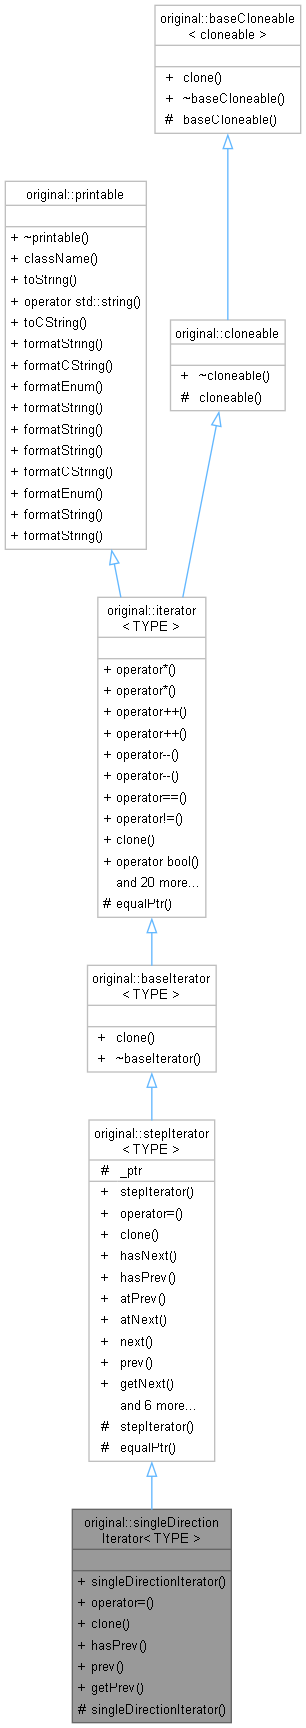 original::baseCloneable
< cloneable >
+ clone()
+ ~baseCloneable()
# baseCloneable()
original::printable
+ ~printable()
+ className()
+ toString()
+ operator std::string()
+ toCString()
+ formatString()
+ formatCString()
+ formatEnum()
+ formatString()
+ formatString()
+ formatString()
+ formatCString()
+ formatEnum()
+ formatString()
+ formatString()
original::cloneable
+ ~cloneable()
# cloneable()
original::iterator
< TYPE >
+ operator*()
+ operator*()
+ operator++()
+ operator++()
+ operator--()
+ operator--()
+ operator==()
+ operator!=()
+ clone()
+ operator bool()
and 20 more...
# equalPtr()
original::baseIterator
< TYPE >
+ clone()
+ ~baseIterator()
original::stepIterator
< TYPE >
# _ptr
+ stepIterator()
+ operator=()
+ clone()
+ hasNext()
+ hasPrev()
+ atPrev()
+ atNext()
+ next()
+ prev()
+ getNext()
and 6 more...
# stepIterator()
# equalPtr()
original::singleDirection
Iterator< TYPE >
+ singleDirectionIterator()
+ operator=()
+ clone()
+ hasPrev()
+ prev()
+ getPrev()
# singleDirectionIterator()